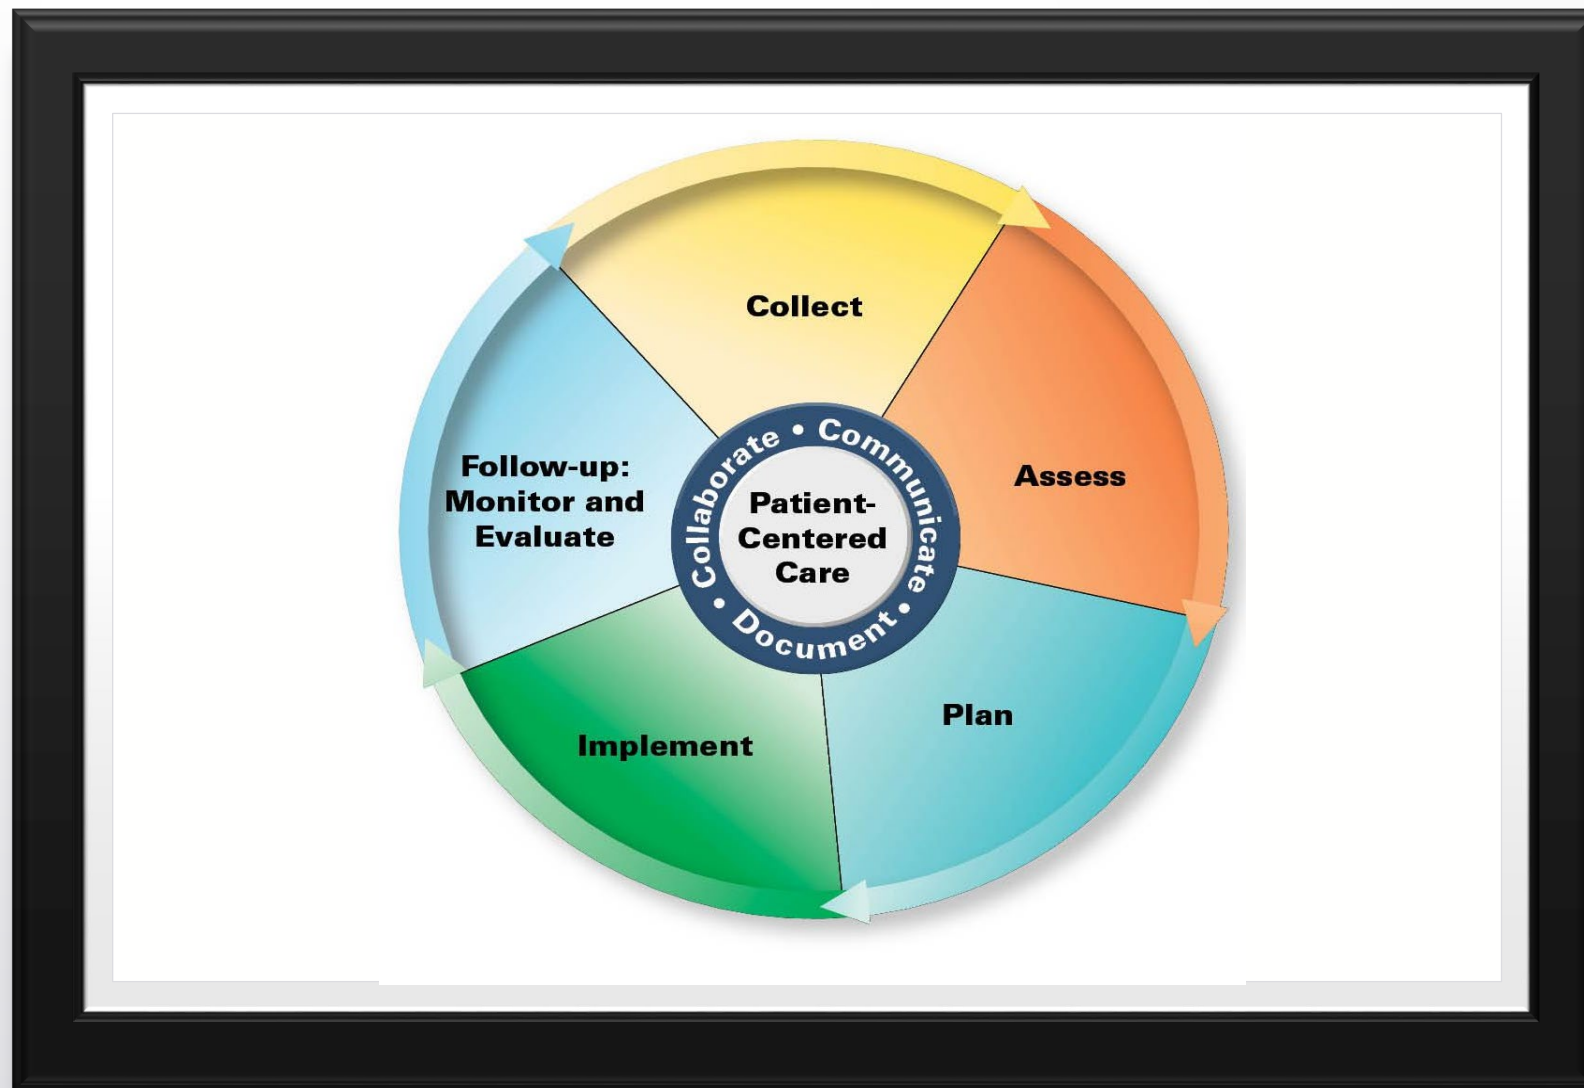 Collect
Assess
Plan
Implement
Follow-up:
Monitor and
Evaluate
Collaborate • Communicate • Document •
Patient-
Centered
Care